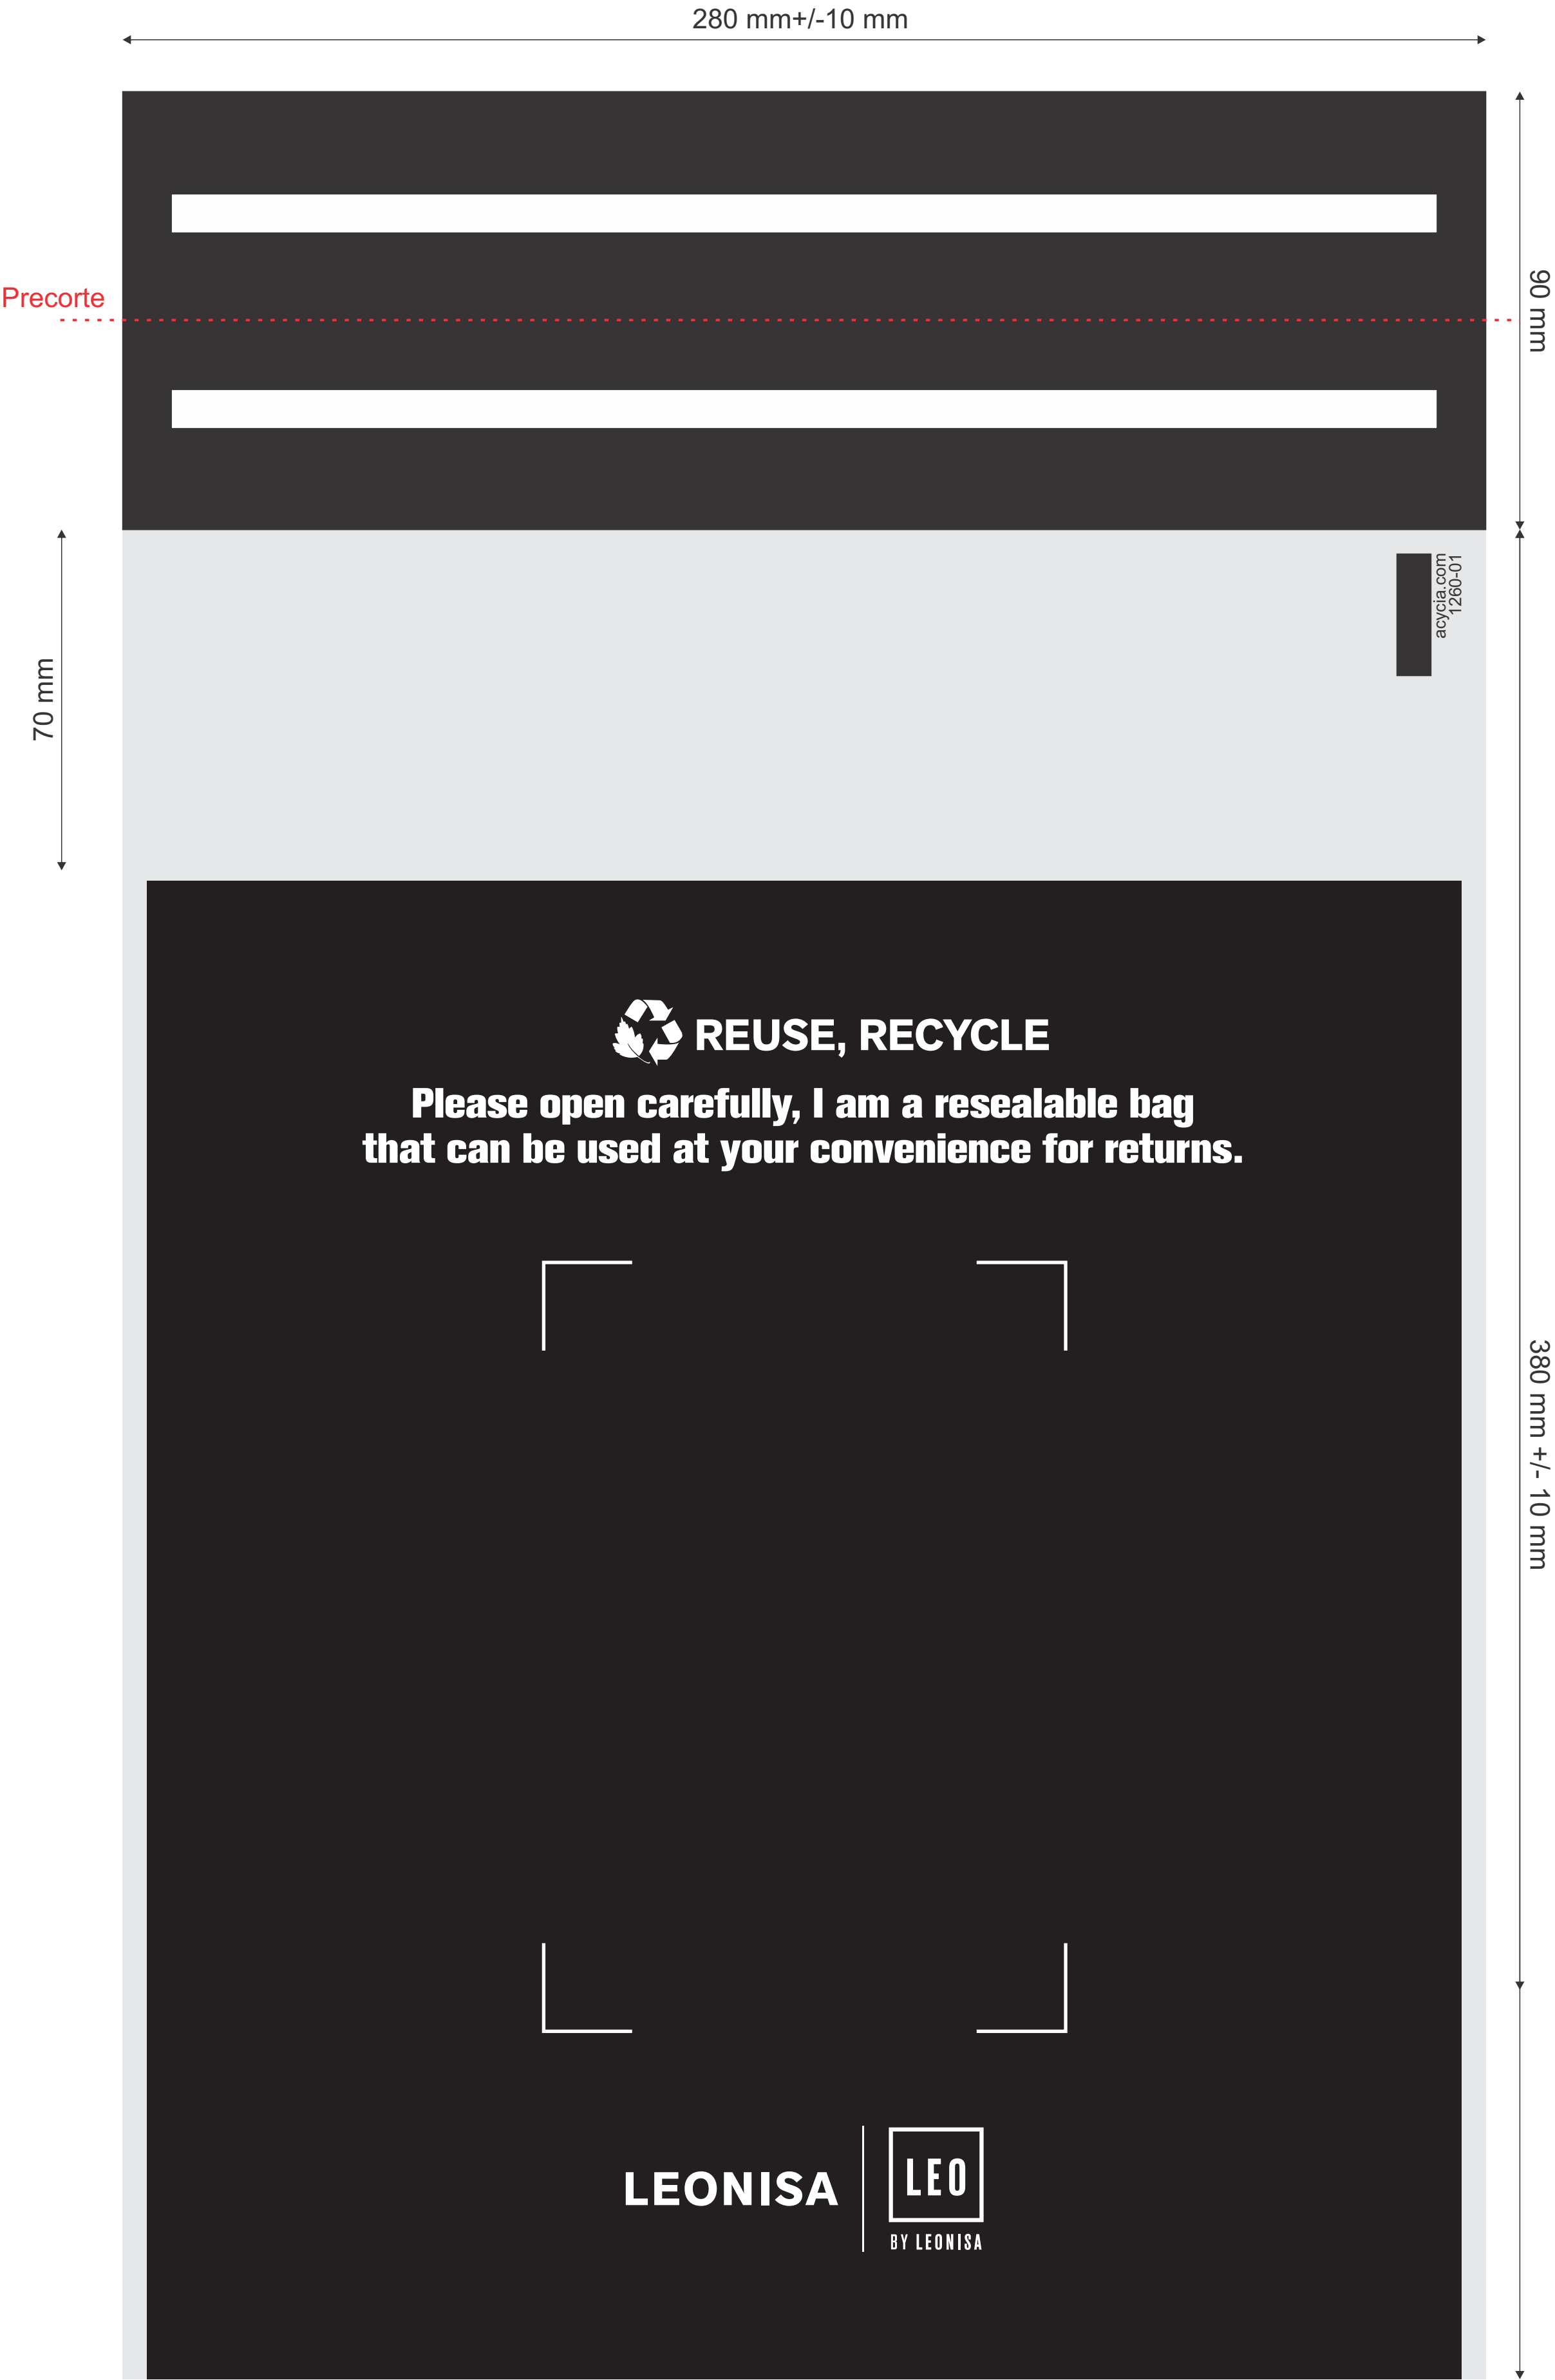 280 mm+/-10 mm
Precorte
90 mm
acycia.com
1260-01
70 mm
REUSE, RECYCLE
Please open carefully, I am a resealable bag
that can be used at your convenience for returns.
380 mm +/- 10 mm
LEONISA
LEO
BY LEONISA